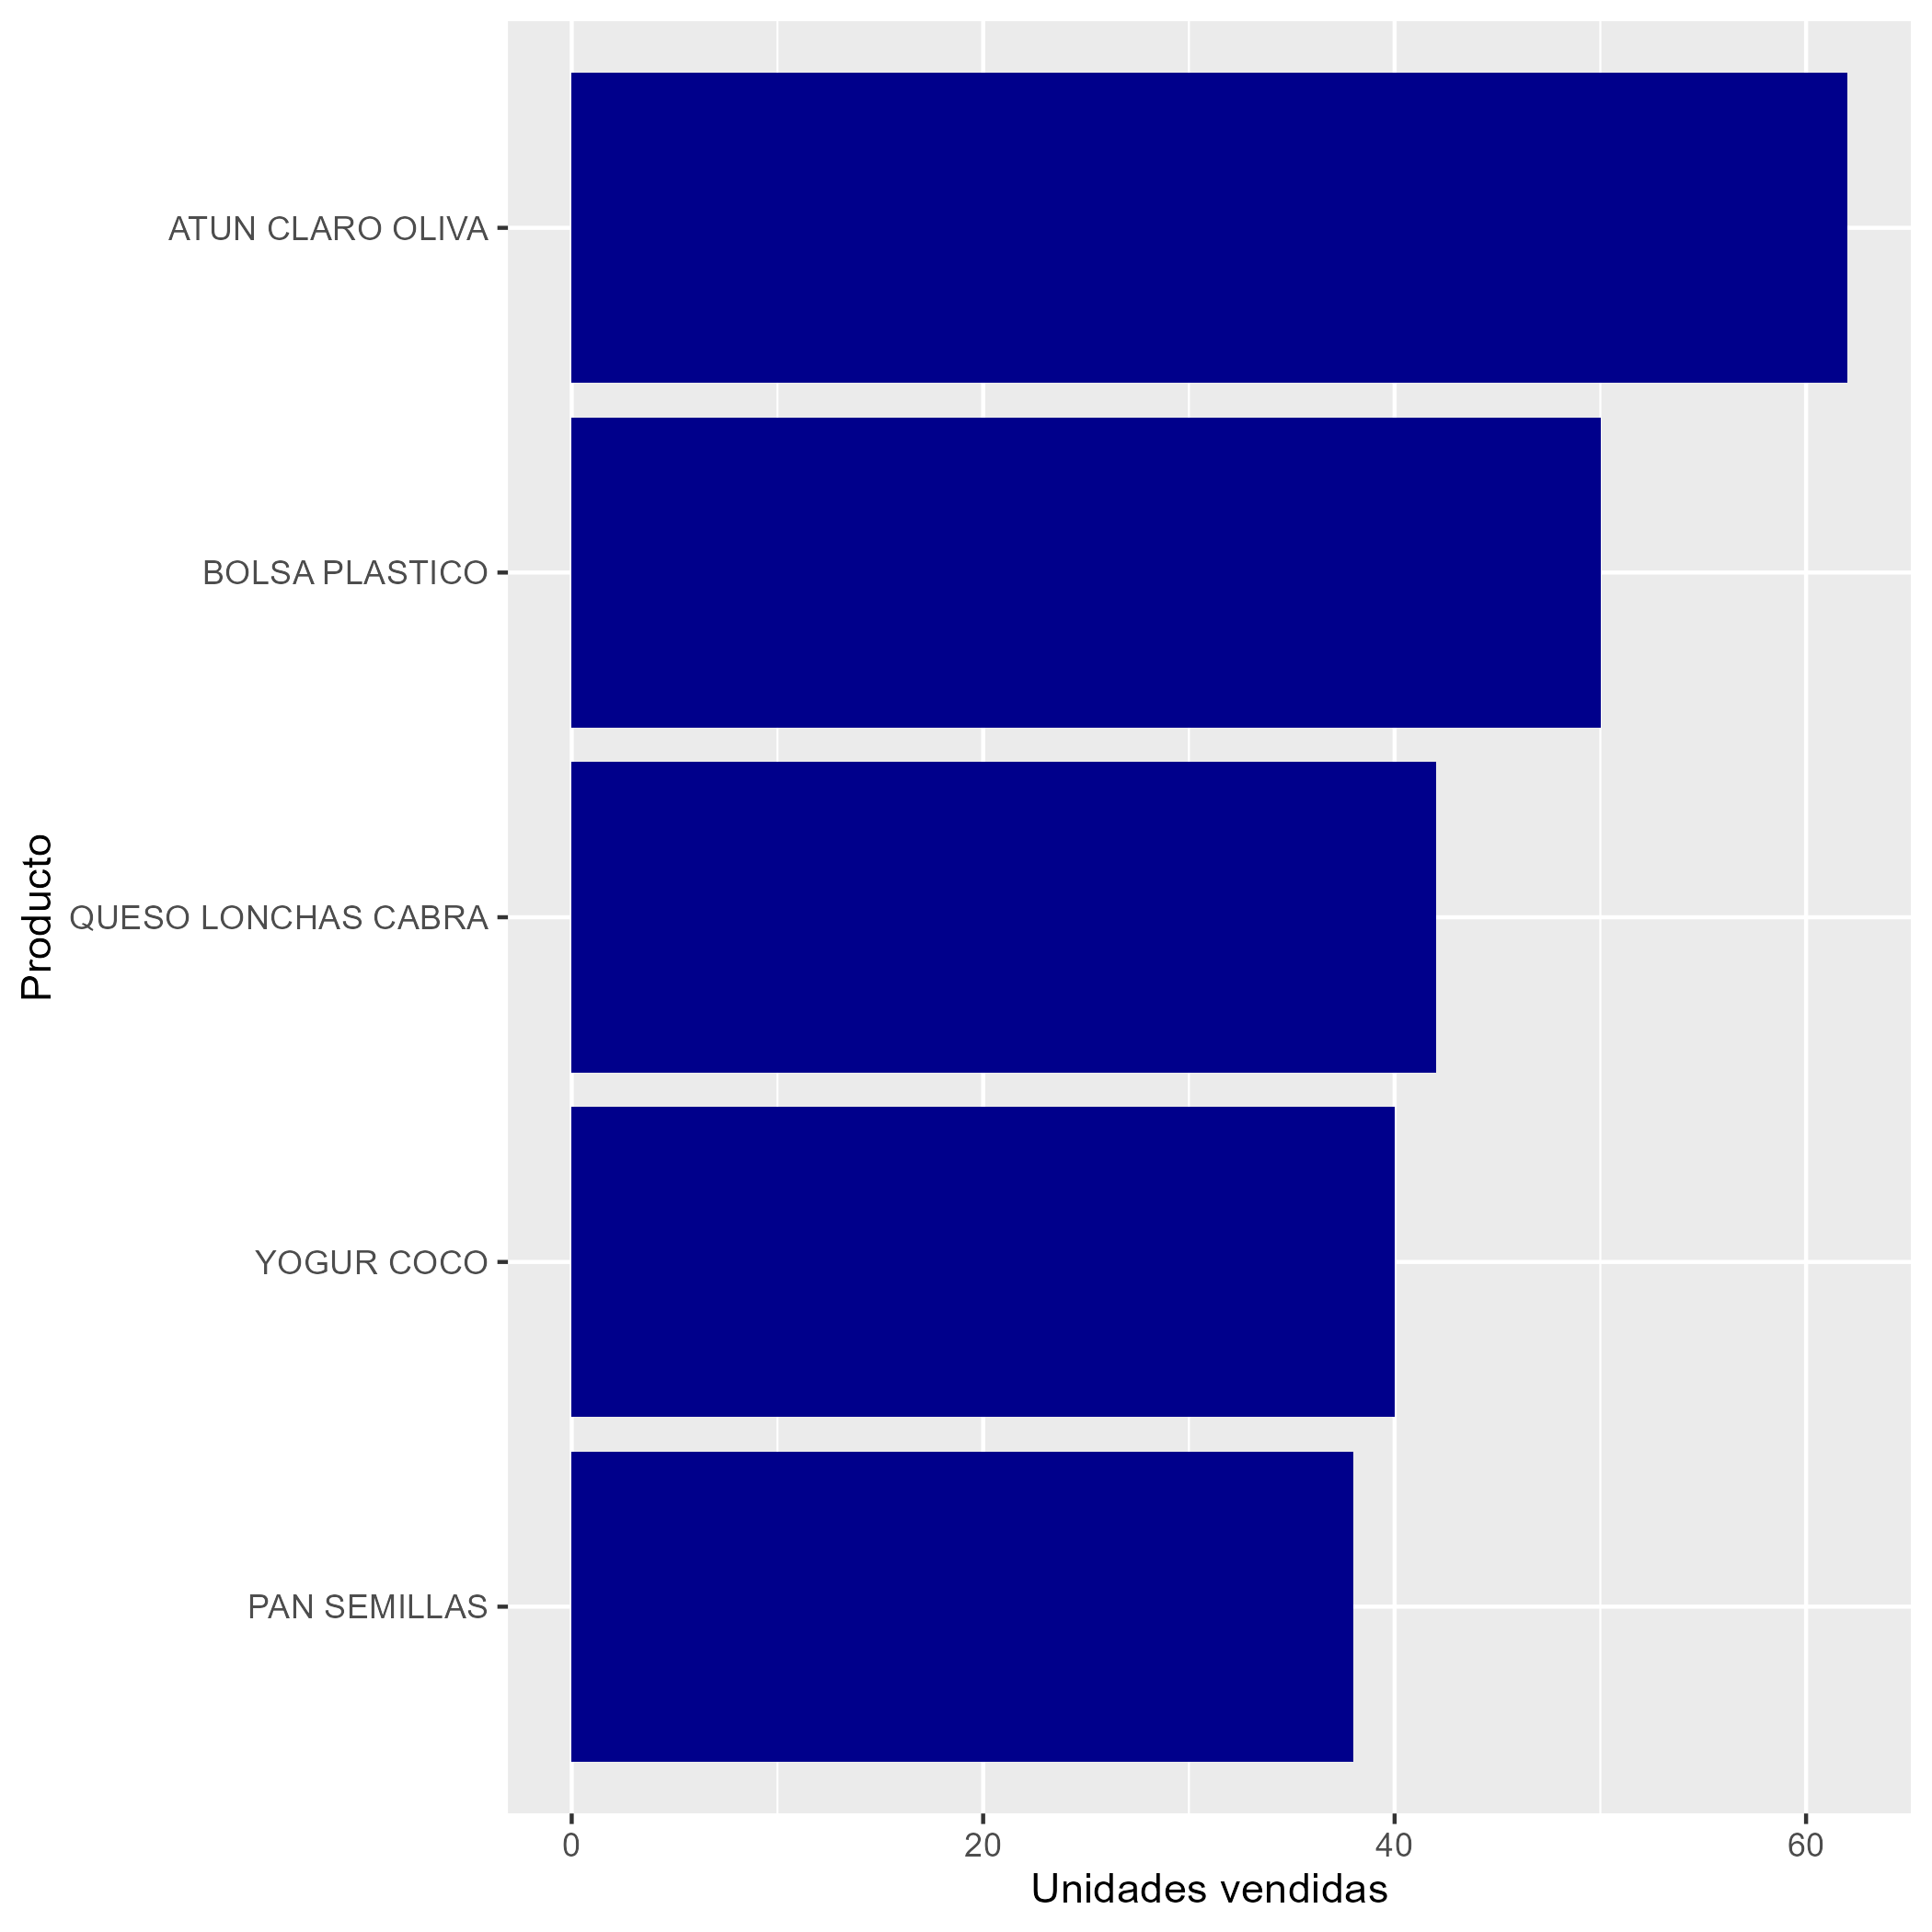 ATUN CLARO OLIVA
BOLSA PLASTICO
QUESO LONCHAS CABRA
YOGUR COCO
PAN SEMILLAS
Producto
0 20 40 60
Unidades vendidas